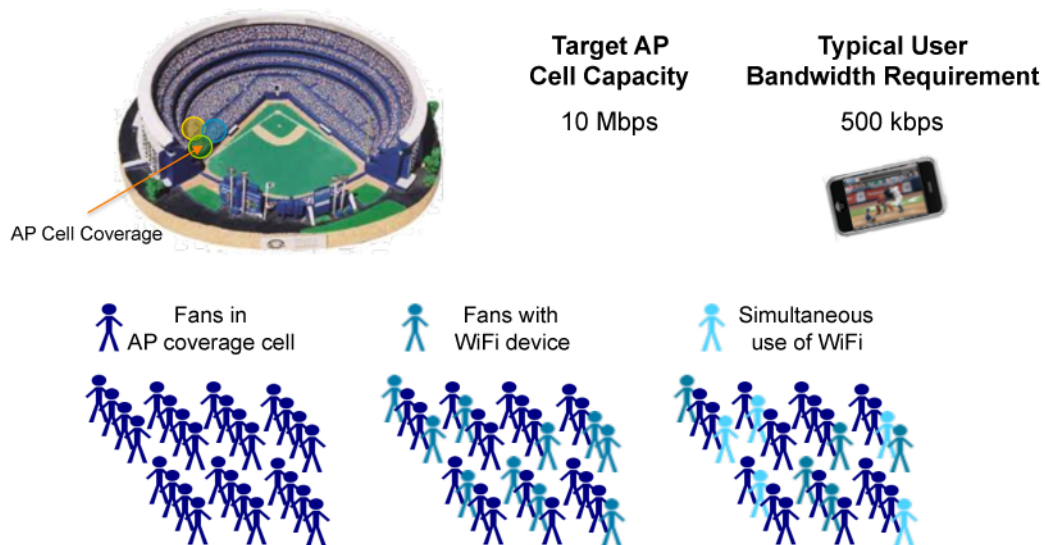 Target AP
Cell Capacity
10 Mbps
Typical User
Bandwidth Requirement
500 kbps
AP Cell Coverage
Fans in
AP coverage cell
Fans with
WiFi device
Simultaneous
use of WiFi